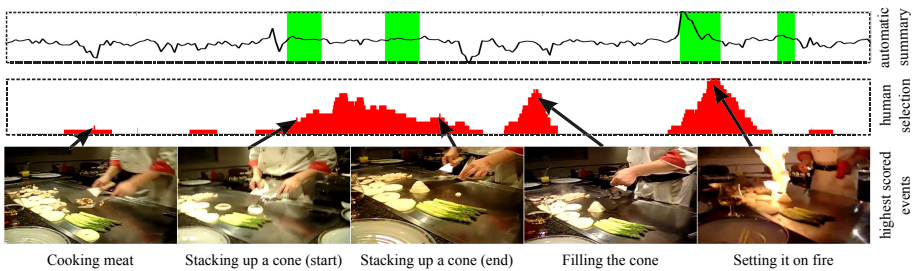 automatic
summary
human
selection
highest scored
events
Cooking meat
Stacking up a cone (start)
Stacking up a cone (end)
Filling the cone
Setting it on fire